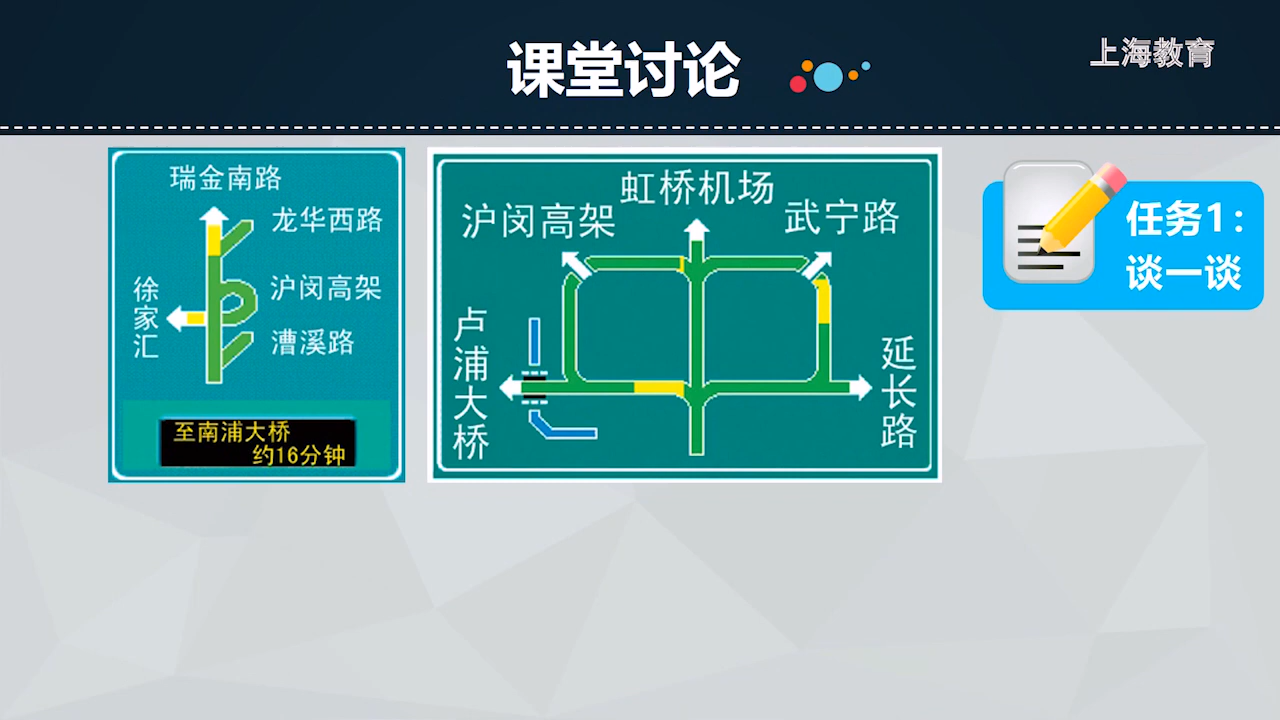 课堂讨论
上海教育
瑞金南路
龙华西路
徐家汇
沪闵高架
漕溪路
至南浦大桥
约16分钟
虹桥机场
沪闵高架
武宁路
卢浦大桥
延长路
任务1：
谈一谈